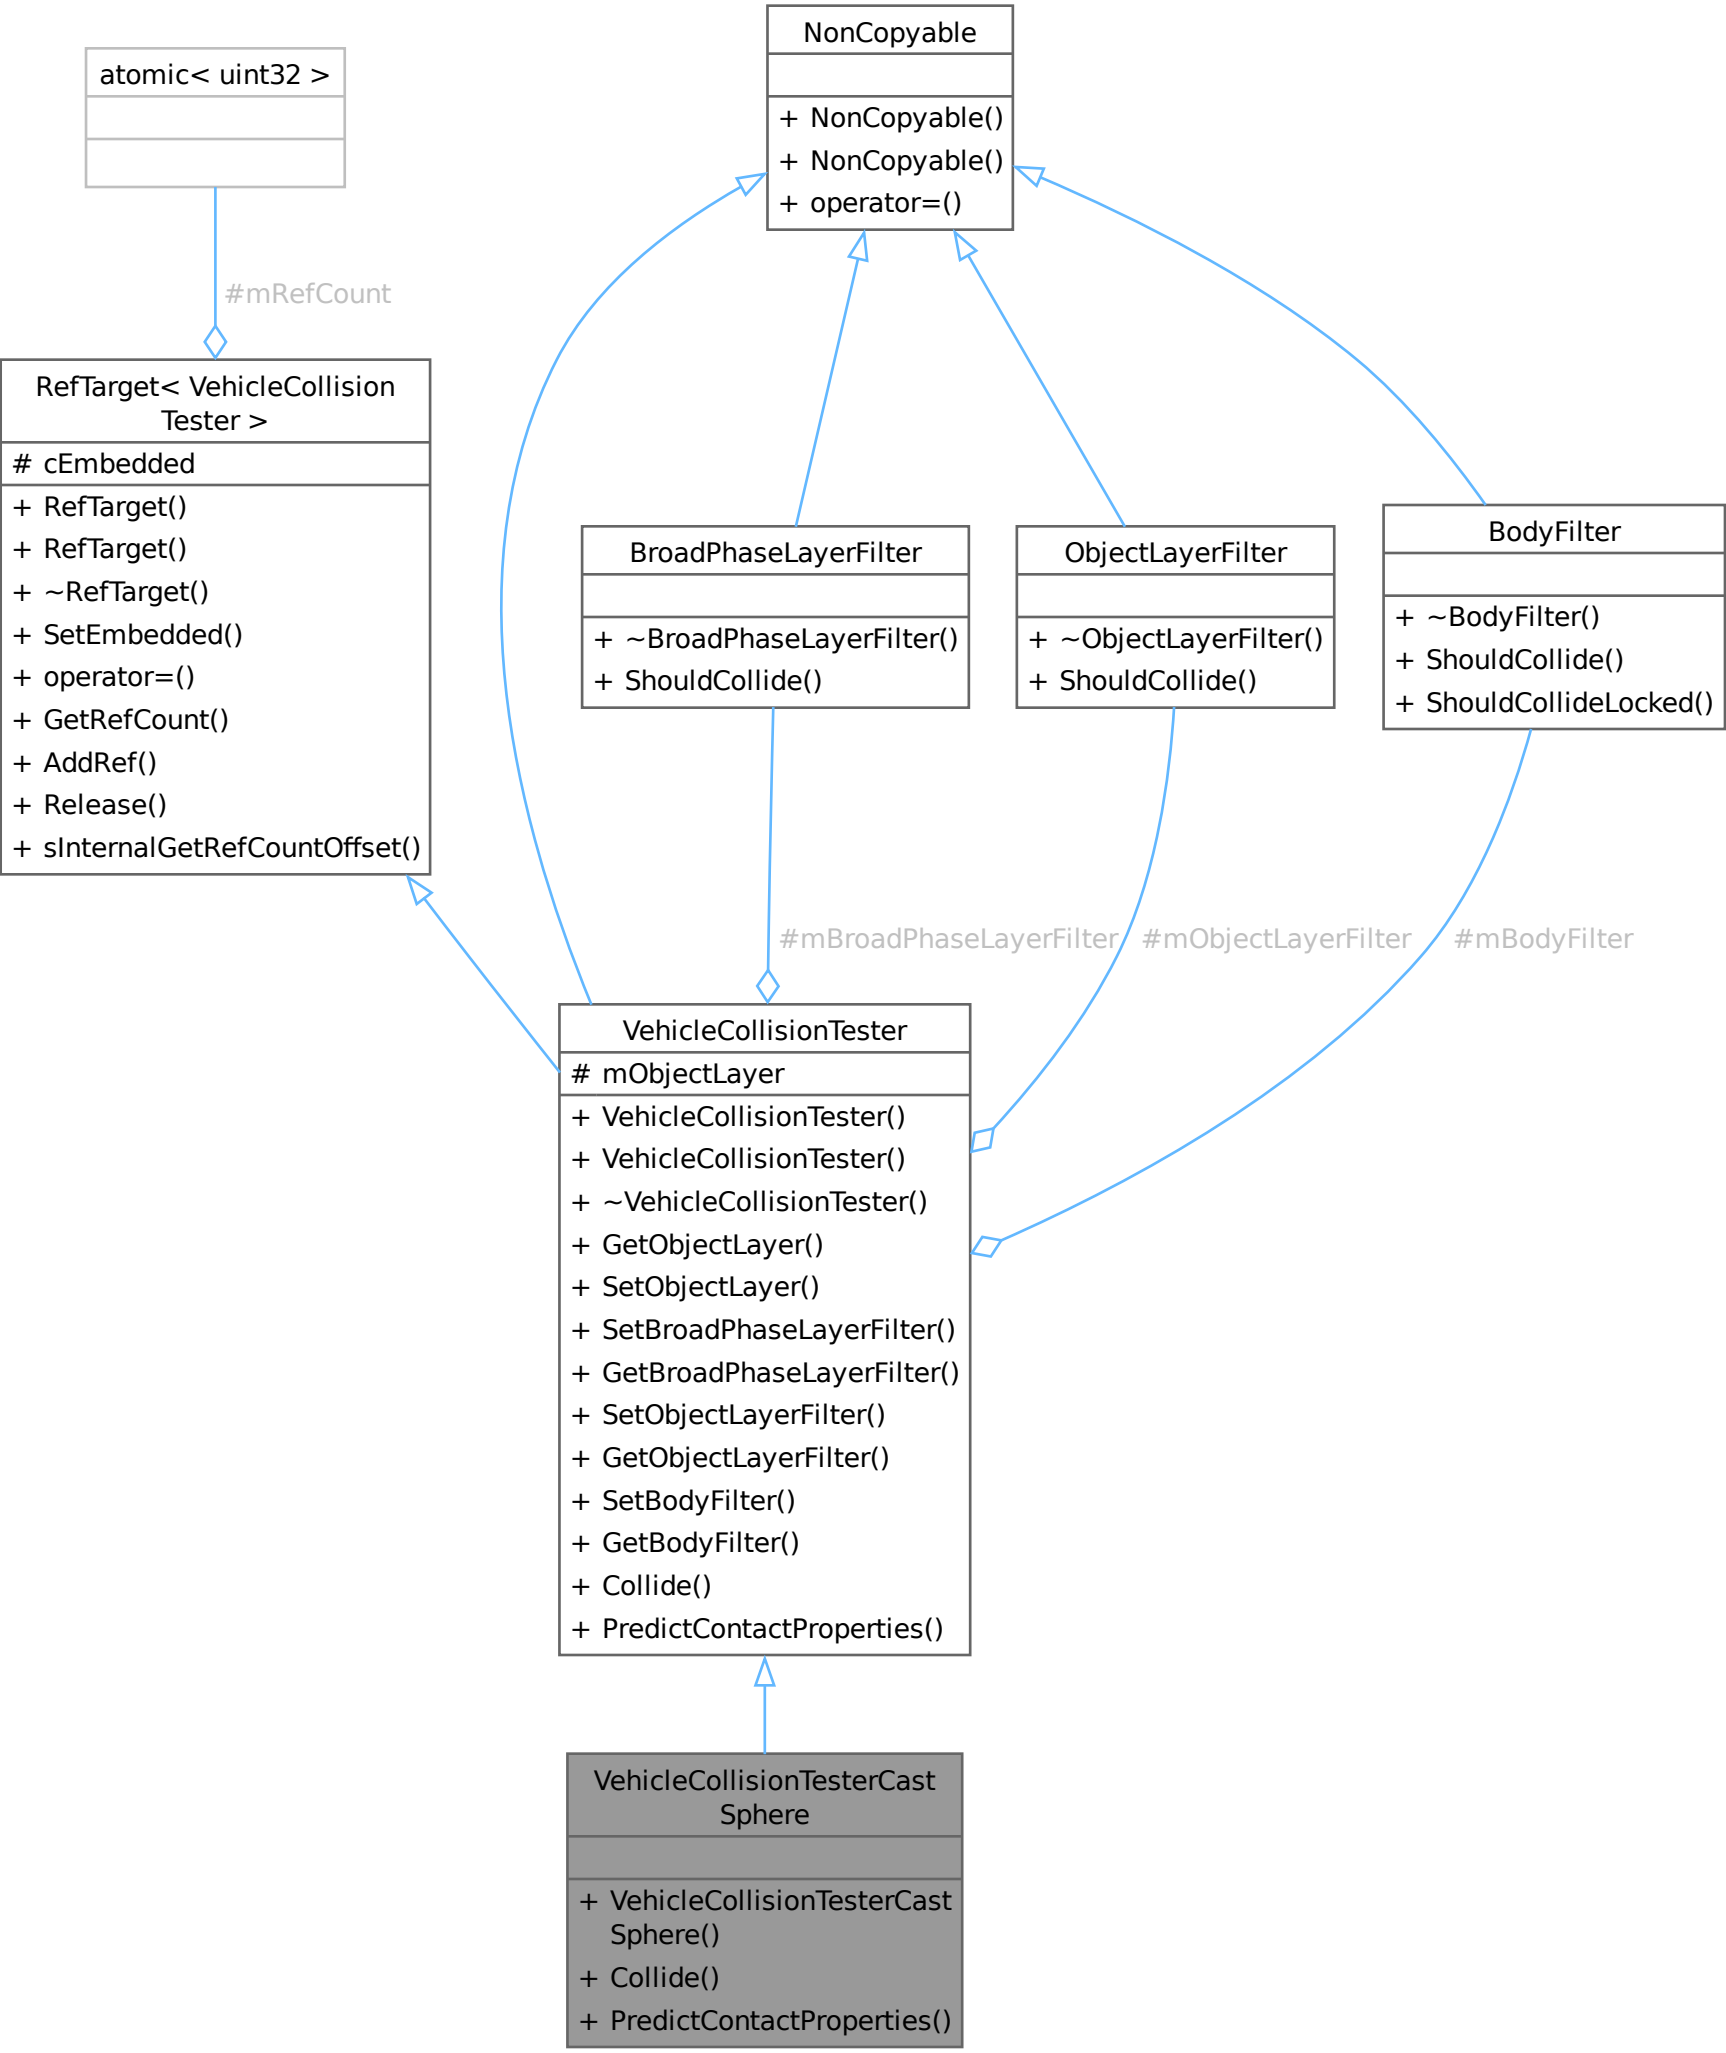 NonCopyable
+ NonCopyable()
+ NonCopyable()
+ operator=()
atomic< uint32 >
#mRefCount
RefTarget< VehicleCollision
Tester >
# cEmbedded
+ RefTarget()
+ RefTarget()
+ ~RefTarget()
+ SetEmbedded()
+ operator=()
+ GetRefCount()
+ AddRef()
+ Release()
+ sInternalGetRefCountOffset()
BroadPhaseLayerFilter
+ ~BroadPhaseLayerFilter()
+ ShouldCollide()
ObjectLayerFilter
+ ~ObjectLayerFilter()
+ ShouldCollide()
BodyFilter
+ ~BodyFilter()
+ ShouldCollide()
+ ShouldCollideLocked()
#mBroadPhaseLayerFilter
#mObjectLayerFilter
#mBodyFilter
VehicleCollisionTester
# mObjectLayer
+ VehicleCollisionTester()
+ VehicleCollisionTester()
+ ~VehicleCollisionTester()
+ GetObjectLayer()
+ SetObjectLayer()
+ SetBroadPhaseLayerFilter()
+ GetBroadPhaseLayerFilter()
+ SetObjectLayerFilter()
+ GetObjectLayerFilter()
+ SetBodyFilter()
+ GetBodyFilter()
+ Collide()
+ PredictContactProperties()
VehicleCollisionTesterCast
Sphere
+ VehicleCollisionTesterCast
Sphere()
+ Collide()
+ PredictContactProperties()